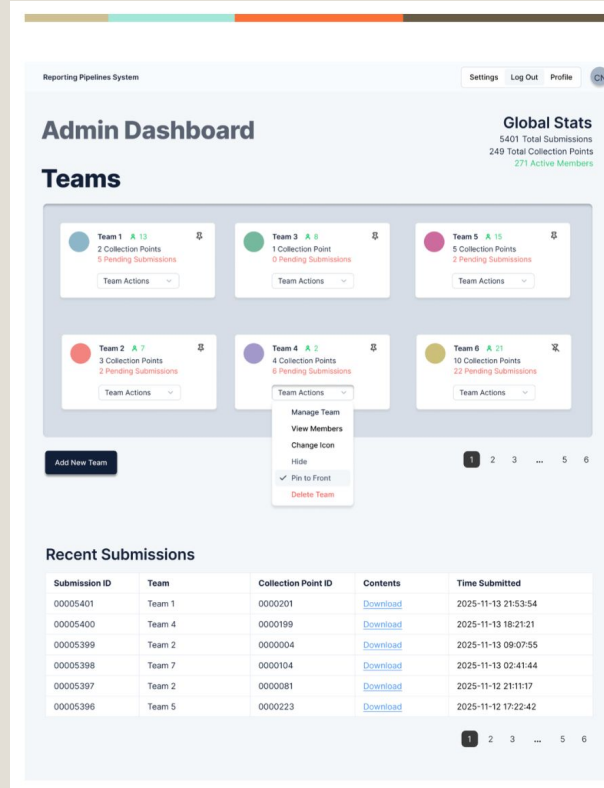 Reporting Pipelines System
Settings Log Out Profile CN
Admin Dashboard
Global Stats
5401 Total Submissions
249 Total Collection Points
271 Active Members
Teams
Team 1 13
2 Collection Points
5 Pending Submissions
Team Actions
Team 3 6
1 Collection Point
0 Pending Submissions
Team Actions
Team 5 15
5 Collection Points
2 Pending Submissions
Team Actions
Team 2 7
3 Collection Points
2 Pending Submissions
Team Actions
Team 4 2
4 Collection Points
6 Pending Submissions
Team Actions
Manage Team
View Members
Change Icon
Hide
Pin to Front
Delete Team
Team 6 21
10 Collection Points
22 Pending Submissions
Team Actions
Add New Team
1 2 3 ... 5 6
Recent Submissions
Submission ID Team Collection Point ID Contents Time Submitted
00005401 Team 1 0000201 Download 2025-11-13 21:53:54
00005400 Team 4 0000199 Download 2025-11-13 18:21:21
00005399 Team 2 0000004 Download 2025-11-13 09:07:55
00005398 Team 7 0000104 Download 2025-11-13 02:41:44
00005397 Team 2 0000081 Download 2025-11-12 21:11:17
00005396 Team 5 0000223 Download 2025-11-12 17:22:42
1 2 3 ... 5 6